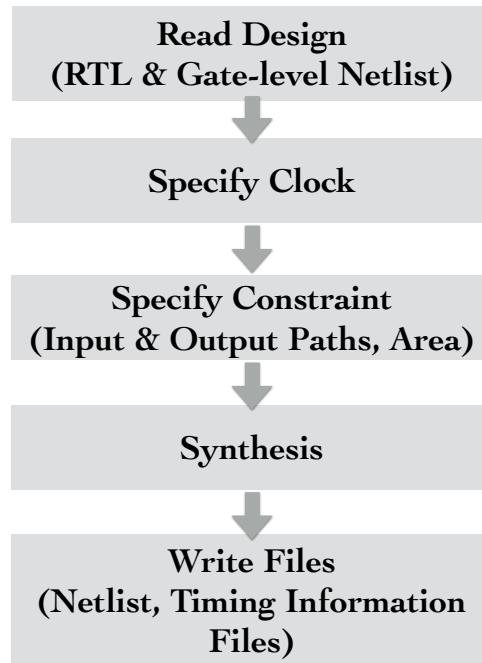 Read Design
(RTL & Gate-level Netlist)
Specify Clock
Specify Constraint
(Input & Output Paths, Area)
Synthesis
Write Files
(Netlist, Timing Information
Files)